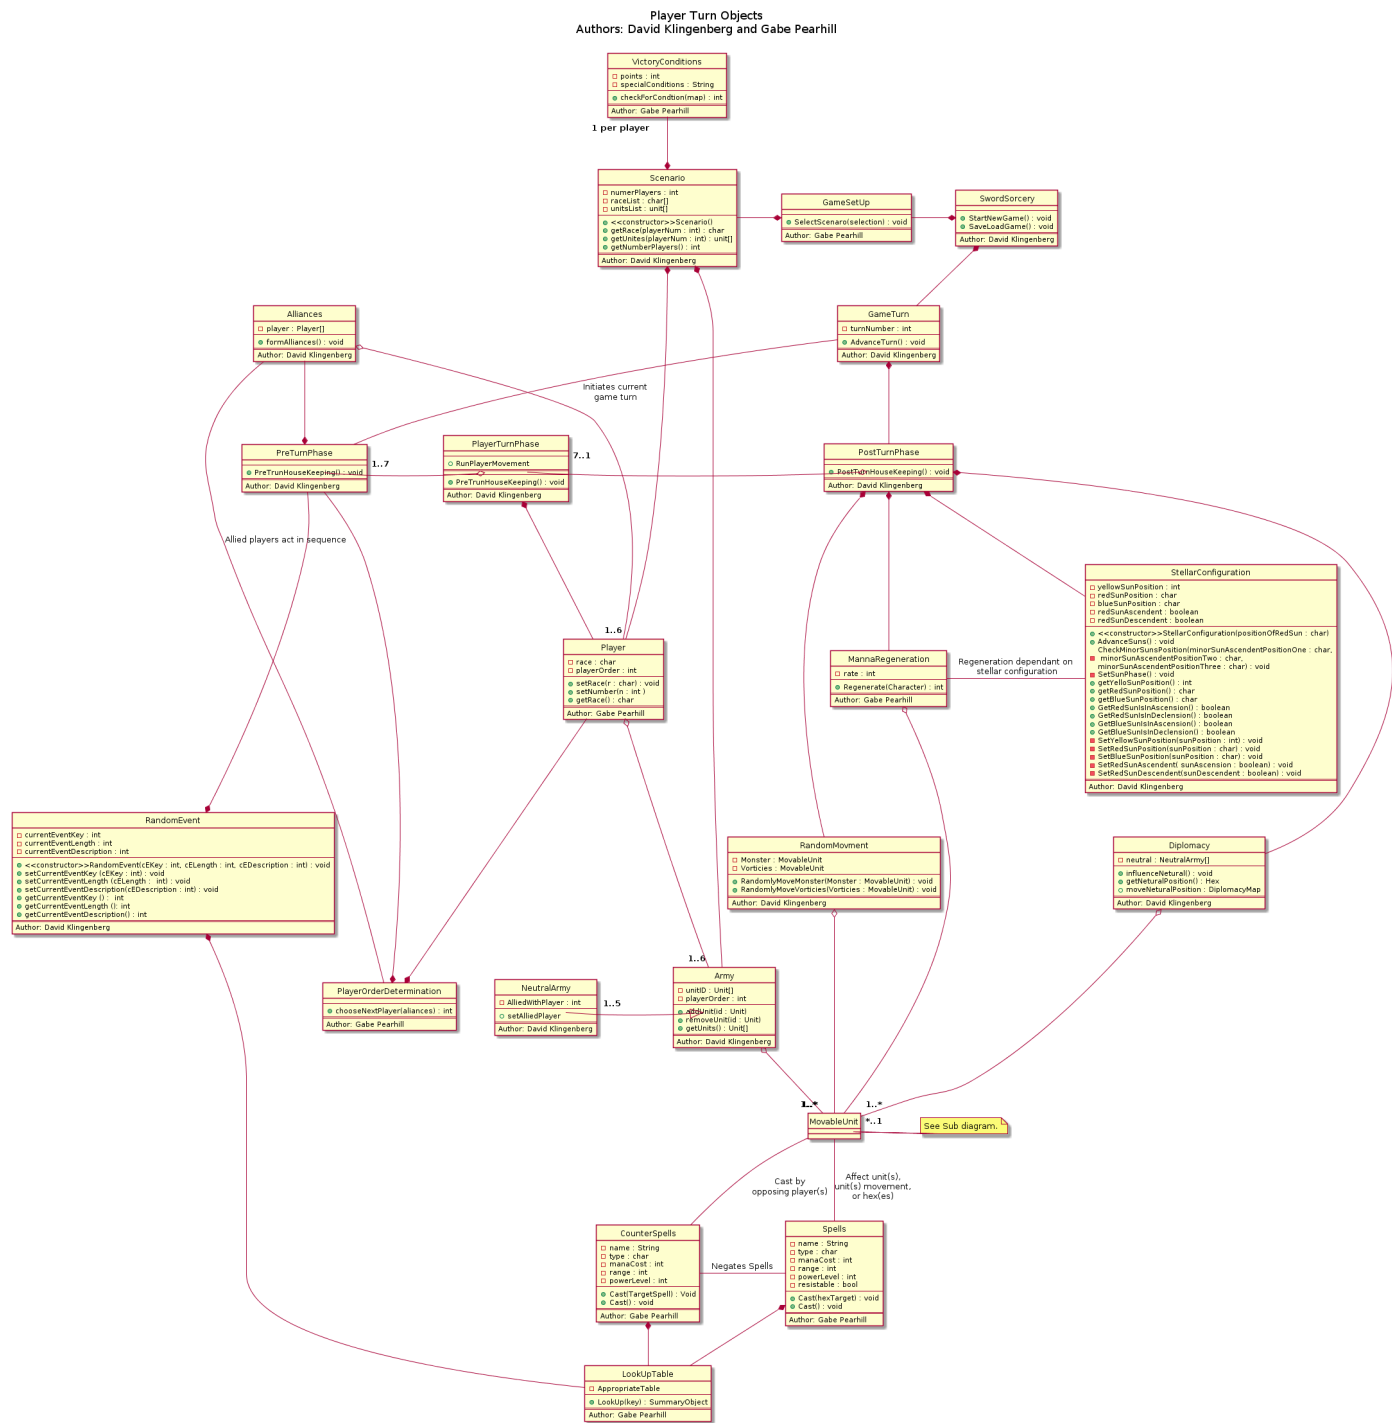 Player Turn Objects
Authors: David Klingenberg and Gabe Pearhill
VictoryConditions
points : int
specialConditions : String
checkForCondtion(map) : int
Author: Gabe Pearhill
1 per player
Scenario
numerPlayers : int
raceList : char[]
unitsList : unit[]
<<constructor>>Scenario()
getRace(playerNum : int) : char
getUnites(playerNum : int) : unit[]
getNumberPlayers() : int
Author: David Klingenberg
GameSetUp
SelectScenaro(selection) : void
Author: Gabe Pearhill
SwordSorcery
StartNewGame() : void
SaveLoadGame() : void
Author: David Klingenberg
Alliances
player : Player[]
formAlliances() : void
Author: David Klingenberg
GameTurn
turnNumber : int
AdvanceTurn() : void
Author: David Klingenberg
Initiates current
game turn
PreTurnPhase
PreTrunHouseKeeping() : void
Author: David Klingenberg
1..7
PlayerTurnPhase
RunPlayerMovement
PreTrunHouseKeeping() : void
Author: David Klingenberg
7..1
PostTurnPhase
PostTurnHouseKeeping() : void
Author: David Klingenberg
Allied players act in sequence
StellarConfiguration
yellowSunPosition : int
redSunPosition : char
blueSunPosition : char
redSunAscendent : boolean
redSunDescendent : boolean
<<constructor>>StellarConfiguration(positionOfRedSun : char)
AdvanceSuns() : void
CheckMinorSunsPosition(minorSunAscendentPositionOne : char,
minorSunAscendentPositionTwo : char,
minorSunAscendentPositionThree : char) : void
SetSunPhase() : void
getYelloSunPosition() : int
getRedSunPosition() : char
getBlueSunPosition() : char
GetRedSunIsInAscension() : boolean
GetRedSunInDeclension() : boolean
GetBlueSunIsInAscension() : boolean
GetBlueSunIsInDeclension() : boolean
SetYellowSunPosition(sunPosition : int) : void
SetRedSunPosition(sunPosition : char) : void
SetBlueSunPosition(sunPosition : char) : void
SetRedSunAscendent( sunAscension : boolean) : void
SetRedSunDescendent(sunDescendent : boolean) : void
Author: David Klingenberg
1..6
Player
race : char
playerOrder : int
setRace(r : char) : void
setNumber(n : int )
getRace() : char
Author: Gabe Pearhill
MannaRegeneration
rate : int
Regenerate(Character) : int
Author: Gabe Pearhill
Regeneration dependant on
stellar configuration
RandomEvent
currentEventKey : int
currentEventLength : int
currentEventDescription : int
<<constructor>>RandomEvent(cEKey : int, cELength : int, cEDescription : int) : void
setCurrentEventKey (cEKey : int) : void
setCurrentEventLength (cELength :  int) : void
setCurrentEventDescription(cEDescription : int) : void
getCurrentEventKey () :  int
getCurrentEventLength (): int
getCurrentEventDescription() : int
Author: David Klingenberg
RandomMovment
Monster : MovableUnit
Vorticies : MovableUnit
RandomlyMoveMonster(Monster : MovableUnit) : void
RandomlyMoveVorticies(Vorticies : MovableUnit) : void
Author: David Klingenberg
Diplomacy
neutral : NeutralArmy[]
influenceNetural() : void
getNeturalPosition() : Hex
moveNeturalPosition : DiplomacyMap
Author: David Klingenberg
PlayerOrderDetermination
chooseNextPlayer(aliances) : int
Author: Gabe Pearhill
NeutralArmy
AlliedWithPlayer : int
setAlliedPlayer
Author: David Klingenberg
1..5
1..6
Army
unitID : Unit[]
playerOrder : int
addUnit(id : Unit)
removeUnit(id : Unit)
getUnits() : Unit[]
Author: David Klingenberg
1..*
1..*
MovableUnit
*..1
See Sub diagram.
Cast by
opposing player(s)
Affect unit(s),
unit(s) movement,
or hex(es)
CounterSpells
name : String
type : char
manaCost : int
range : int
powerLevel : int
Cast(TargetSpell) : Void
Cast() : void
Author: Gabe Pearhill
Negates Spells
Spells
name : String
type : char
manaCost : int
range : int
powerLevel : int
resistable : bool
Cast(hexTarget) : void
Cast() : void
Author: Gabe Pearhill
LookUpTable
AppropriateTable
LookUp(key) : SummaryObject
Author: Gabe Pearhill